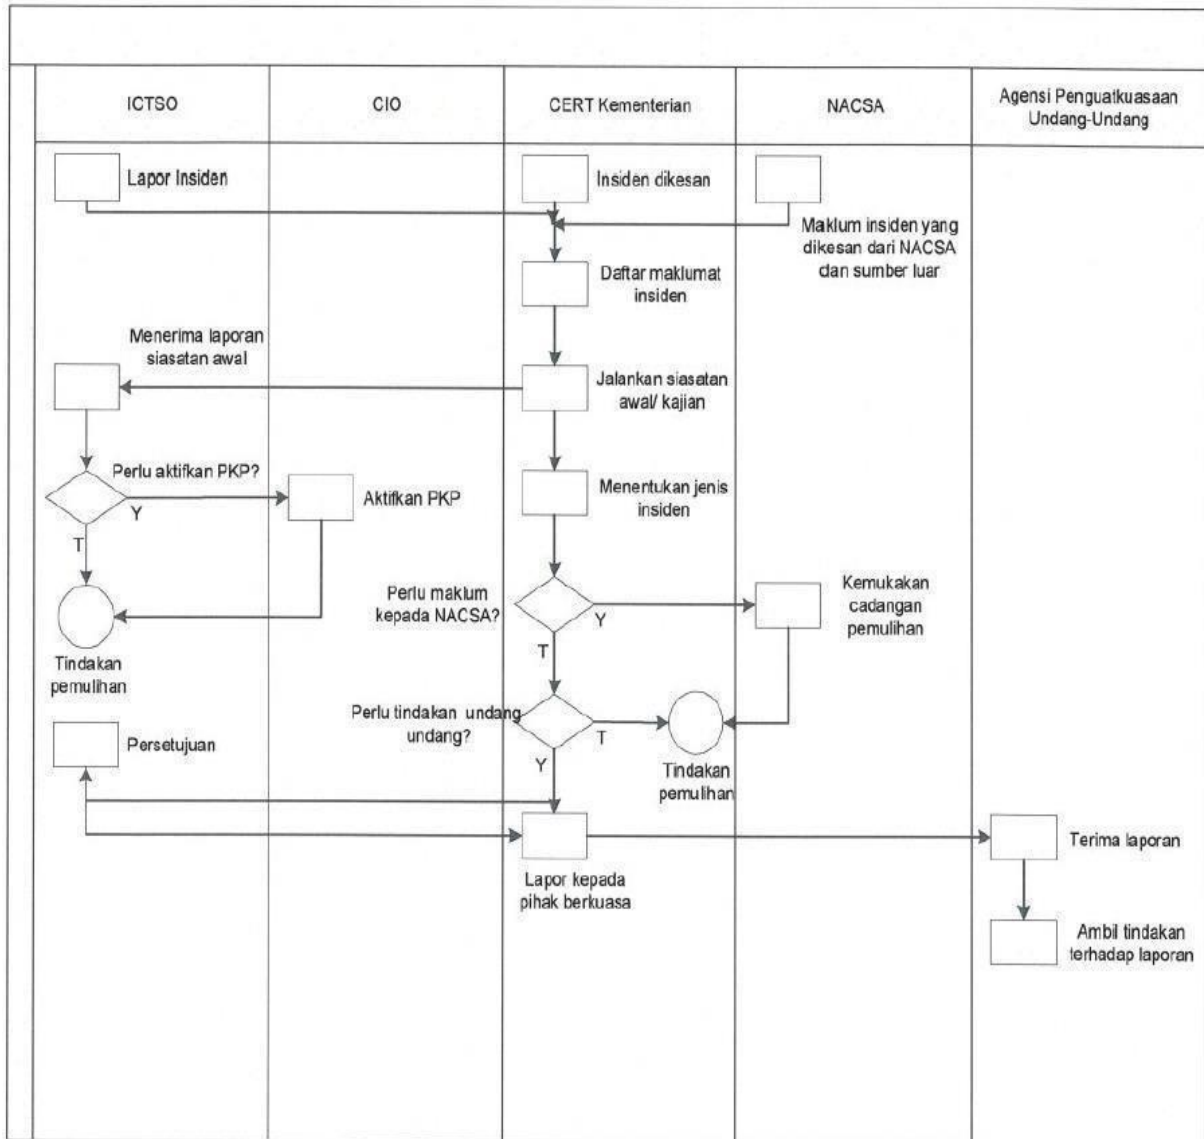 ICTSO
CIO
CERT Kementerian
NACSA
Agensi Penguatkuasaan
Undang-Undang
Lapor Insiden
Insiden dikesan
Maklum insiden yang
dikesan dari NACSA
dan sumber luar
Daftar maklumat
insiden
Menerima laporan
siasatan awal
Jalankan siasatan
awal/ kajian
Perlu aktifkan PKP?
Y
T
Aktifkan PKP
Menentukan jenis
insiden
Perlu maklum
kepada NACSA?
Y
T
Kemukakan
cadangan
pemulihan
Tindakan
pemulihan
Perlu tindakan undang
undang?
T
Y
Tindakan
pemulihan
Persetujuan
Lapor kepada
pihak berkuasa
Terima laporan
Ambil tindakan
terhadap laporan